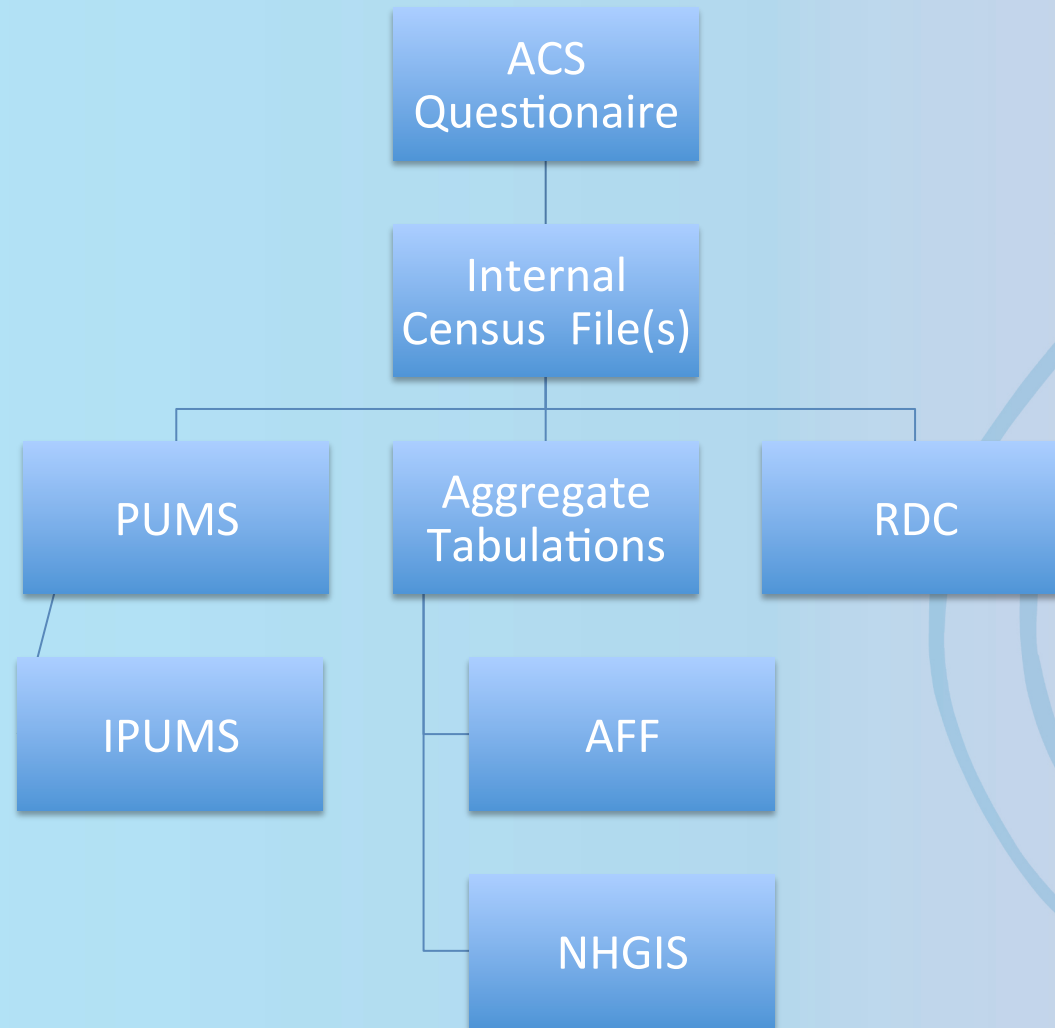 ACS
Questionaire
Internal
Census File(s)
PUMS
Aggregate
Tabulations
RDC
IPUMS
AFF
NHGIS